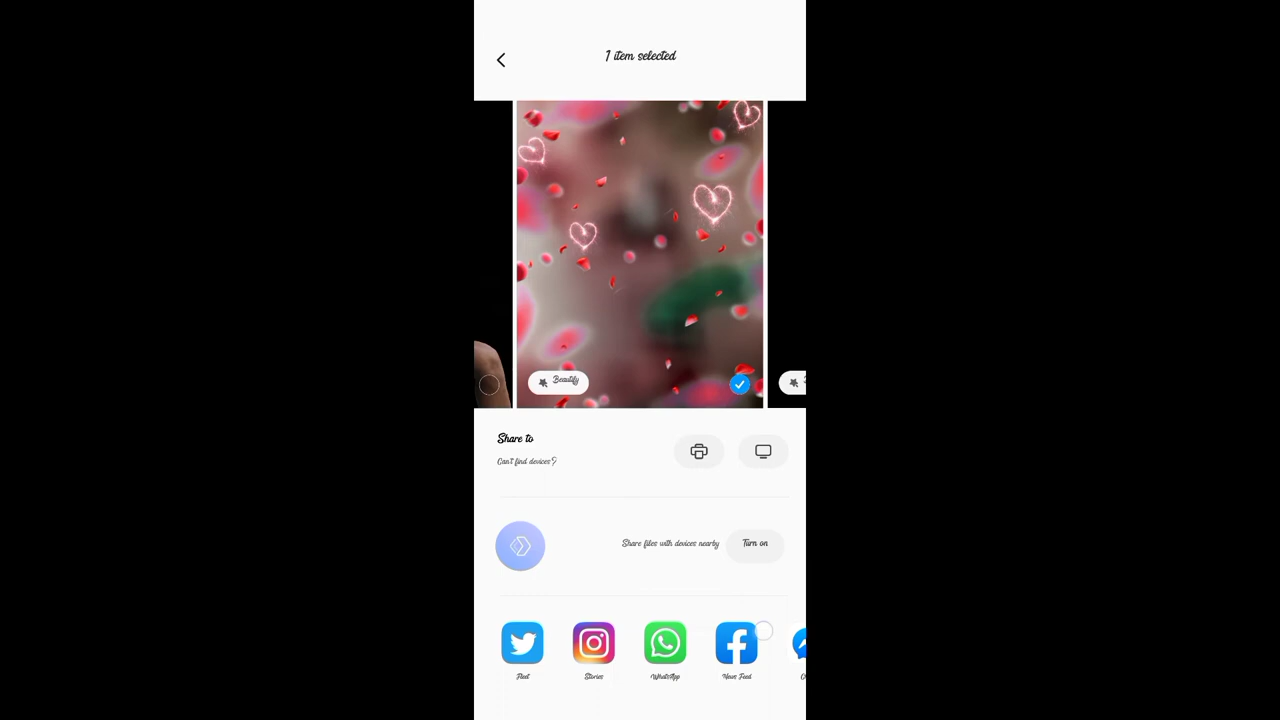 1 item selected
Beautify
Share to
Can't find devices?
Share files with devices nearby
Turn on
Fleet
Stories
WhatsApp
News Feed